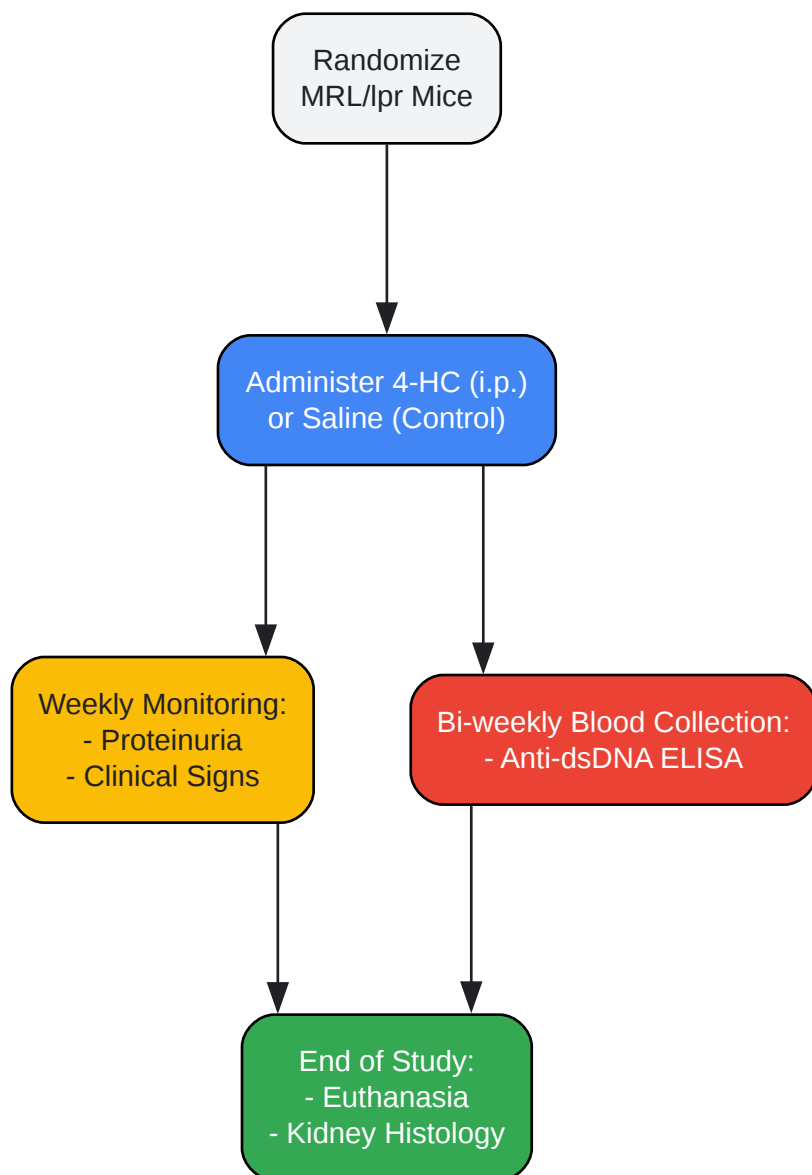 Randomize
MRL/lpr Mice
Administer 4-HC (i.p.)
or Saline (Control)
Weekly Monitoring:
- Proteinuria
- Clinical Signs
Bi-weekly Blood Collection:
- Anti-dsDNA ELISA
End of Study:
- Euthanasia
- Kidney Histology